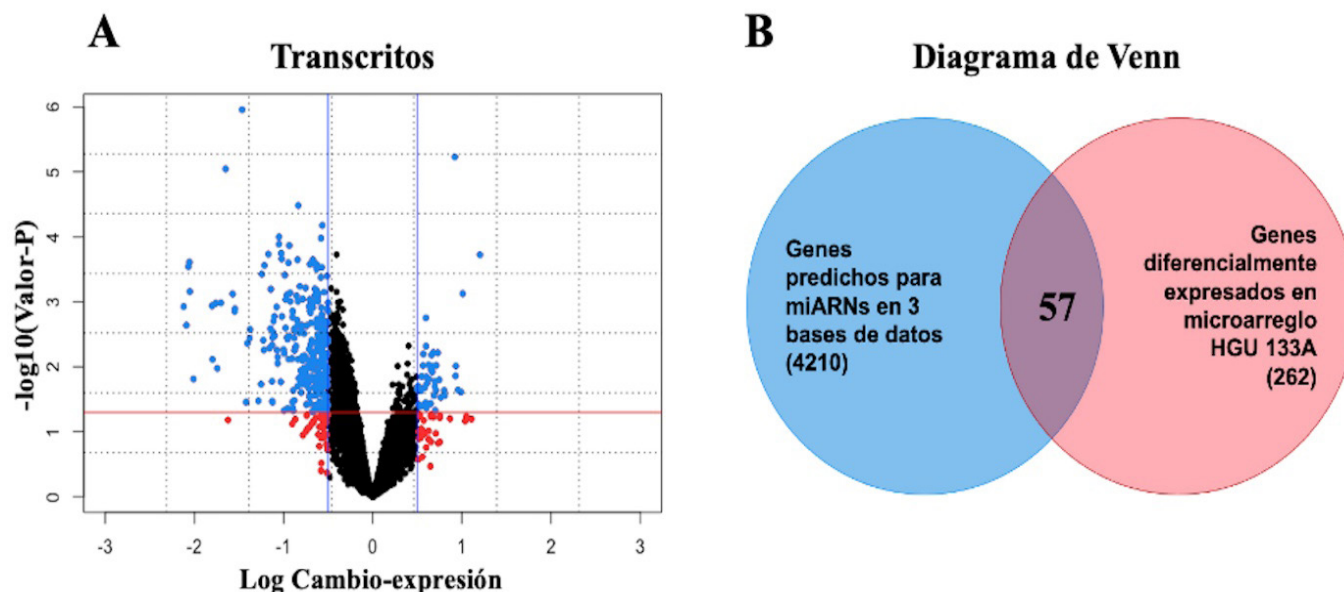 A
Transcritos
-log10(Valor-P)
6
5
4
3
2
1
0
-3
-2
-1
0
1
2
3
Log Cambio-expresión
B
Diagrama de Venn
Genes
predichos para
miARNs en 3
bases de datos
(4210)
57
Genes
diferencialmente
expresados en
microarreglo
HGU 133A
(262)